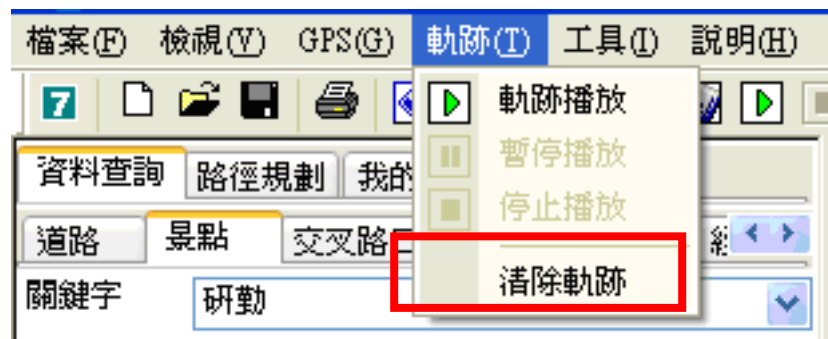 檔案(F) 檢視(V) GPS(G) 軌跡(T) 工具(I) 說明(H)
7
軌跡播放
暫停播放
停止播放
清除軌跡
資料查詢 路徑規劃 我的
道路 景點 交叉路口
關鍵字 研勤